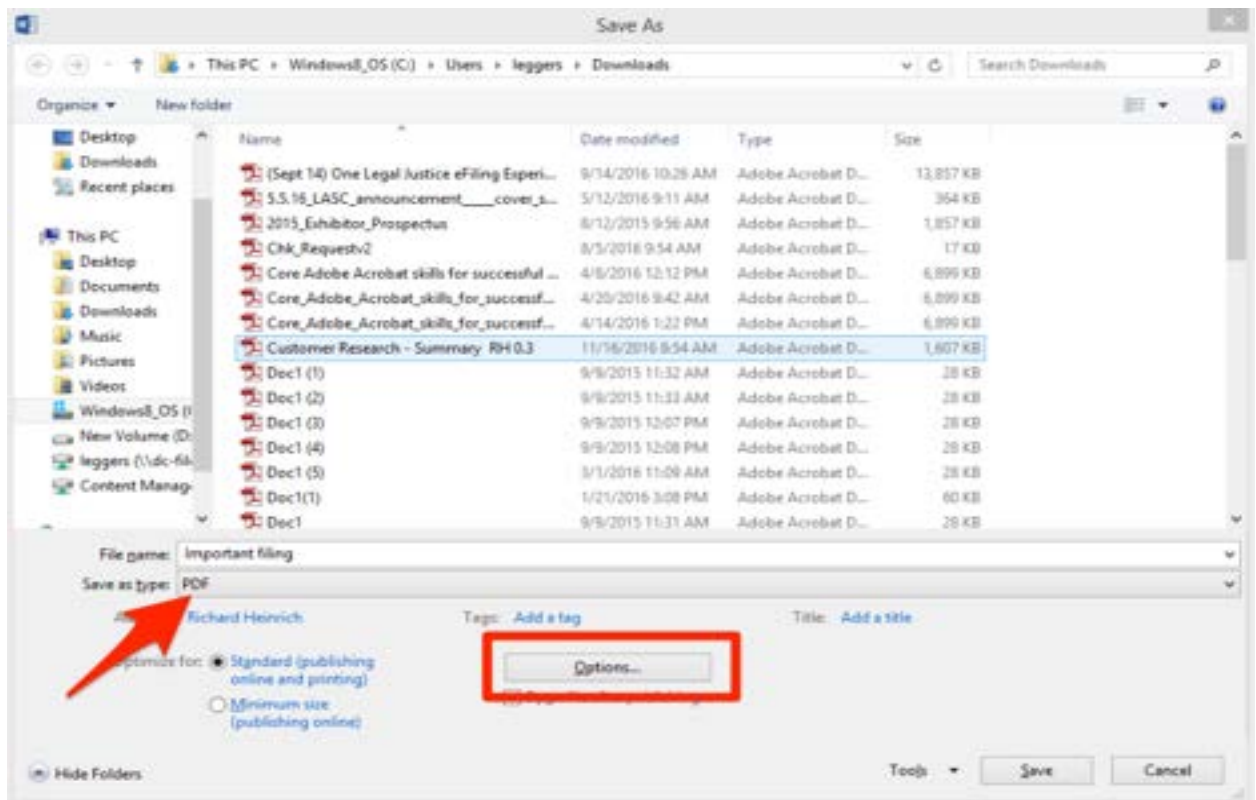 Save As
This PC Windows8_OS (C:) Users leggers Downloads Search Downloads
Organize New folder
Name Date modified Type Size
Desktop
Downloads
Recent places
This PC
Desktop
Documents
Downloads
Music
Pictures
Videos
Windows8_OS (
New Volume (D:
leggers (\\dc-fil
Content Manag
(Sept 14) One Legal Justice eFiling Experi... 9/14/2016 10:26 AM Adobe Acrobat D... 13,857 KB
5.5.16_LASC_announcement____cover_s... 5/12/2016 9:11 AM Adobe Acrobat D... 364 KB
2015_Exhibitor_Prospectus 8/12/2015 9:56 AM Adobe Acrobat D... 1,857 KB
Chk_Requestv2 8/5/2016 9:54 AM Adobe Acrobat D... 17 KB
Core Adobe Acrobat skills for successful ... 4/8/2016 12:12 PM Adobe Acrobat D... 6,899 KB
Core_Adobe_Acrobat_skills_for_successf... 4/20/2016 9:42 AM Adobe Acrobat D... 6,899 KB
Core_Adobe_Acrobat_skills_for_successf... 4/14/2016 1:22 PM Adobe Acrobat D... 6,899 KB
Customer Research - Summary RH 0.3 11/16/2016 8:54 AM Adobe Acrobat D... 1,607 KB
Doc1 (1) 9/9/2015 11:32 AM Adobe Acrobat D... 28 KB
Doc1 (2) 9/9/2015 11:33 AM Adobe Acrobat D... 28 KB
Doc1 (3) 9/9/2015 12:07 PM Adobe Acrobat D... 28 KB
Doc1 (4) 9/9/2015 12:08 PM Adobe Acrobat D... 28 KB
Doc1 (5) 3/1/2016 11:09 AM Adobe Acrobat D... 28 KB
Doc1(1) 1/21/2016 3:08 PM Adobe Acrobat D... 60 KB
Doc1 9/9/2015 11:31 AM Adobe Acrobat D... 28 KB
File name: Important filing
Save as type: PDF
Richard Heinrich Tags: Add a tag Title: Add a title
Optimize for: Standard (publishing
online and printing)
Minimum size
(publishing online)
Options...
Hide Folders Tools Save Cancel